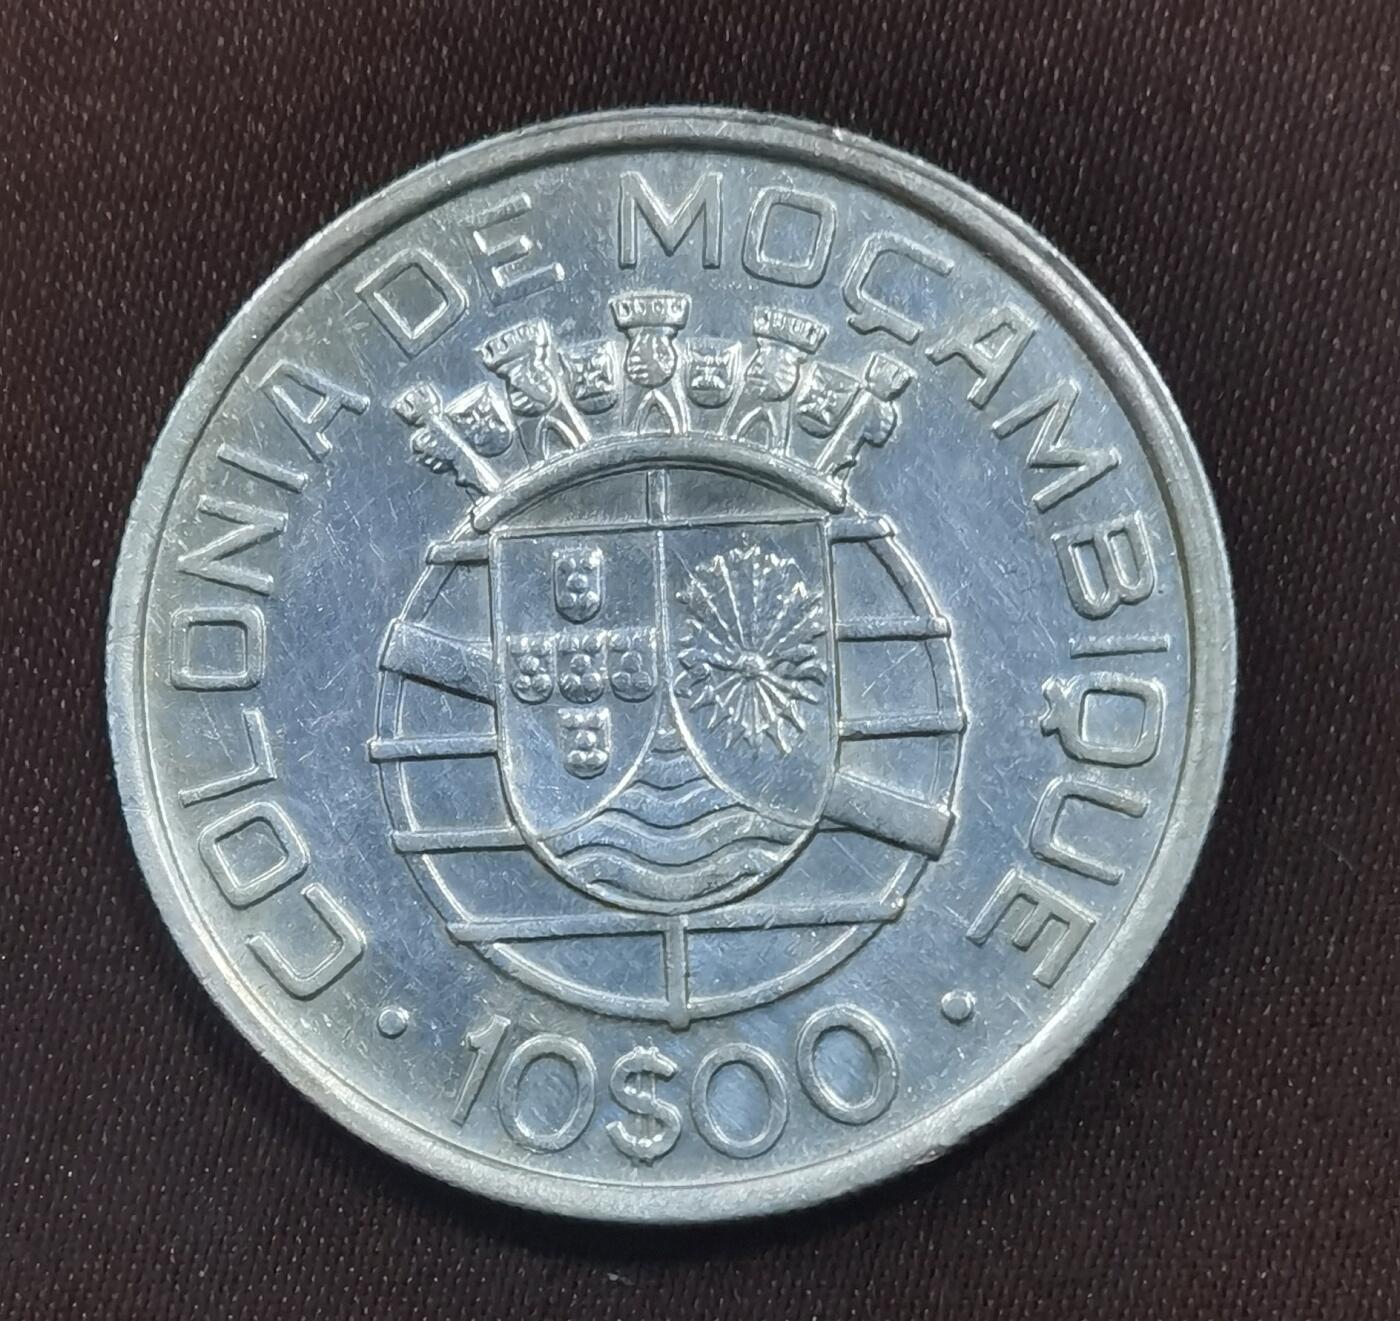 COLONIA DE MOÇAMBIQUE
· 10$00 ·